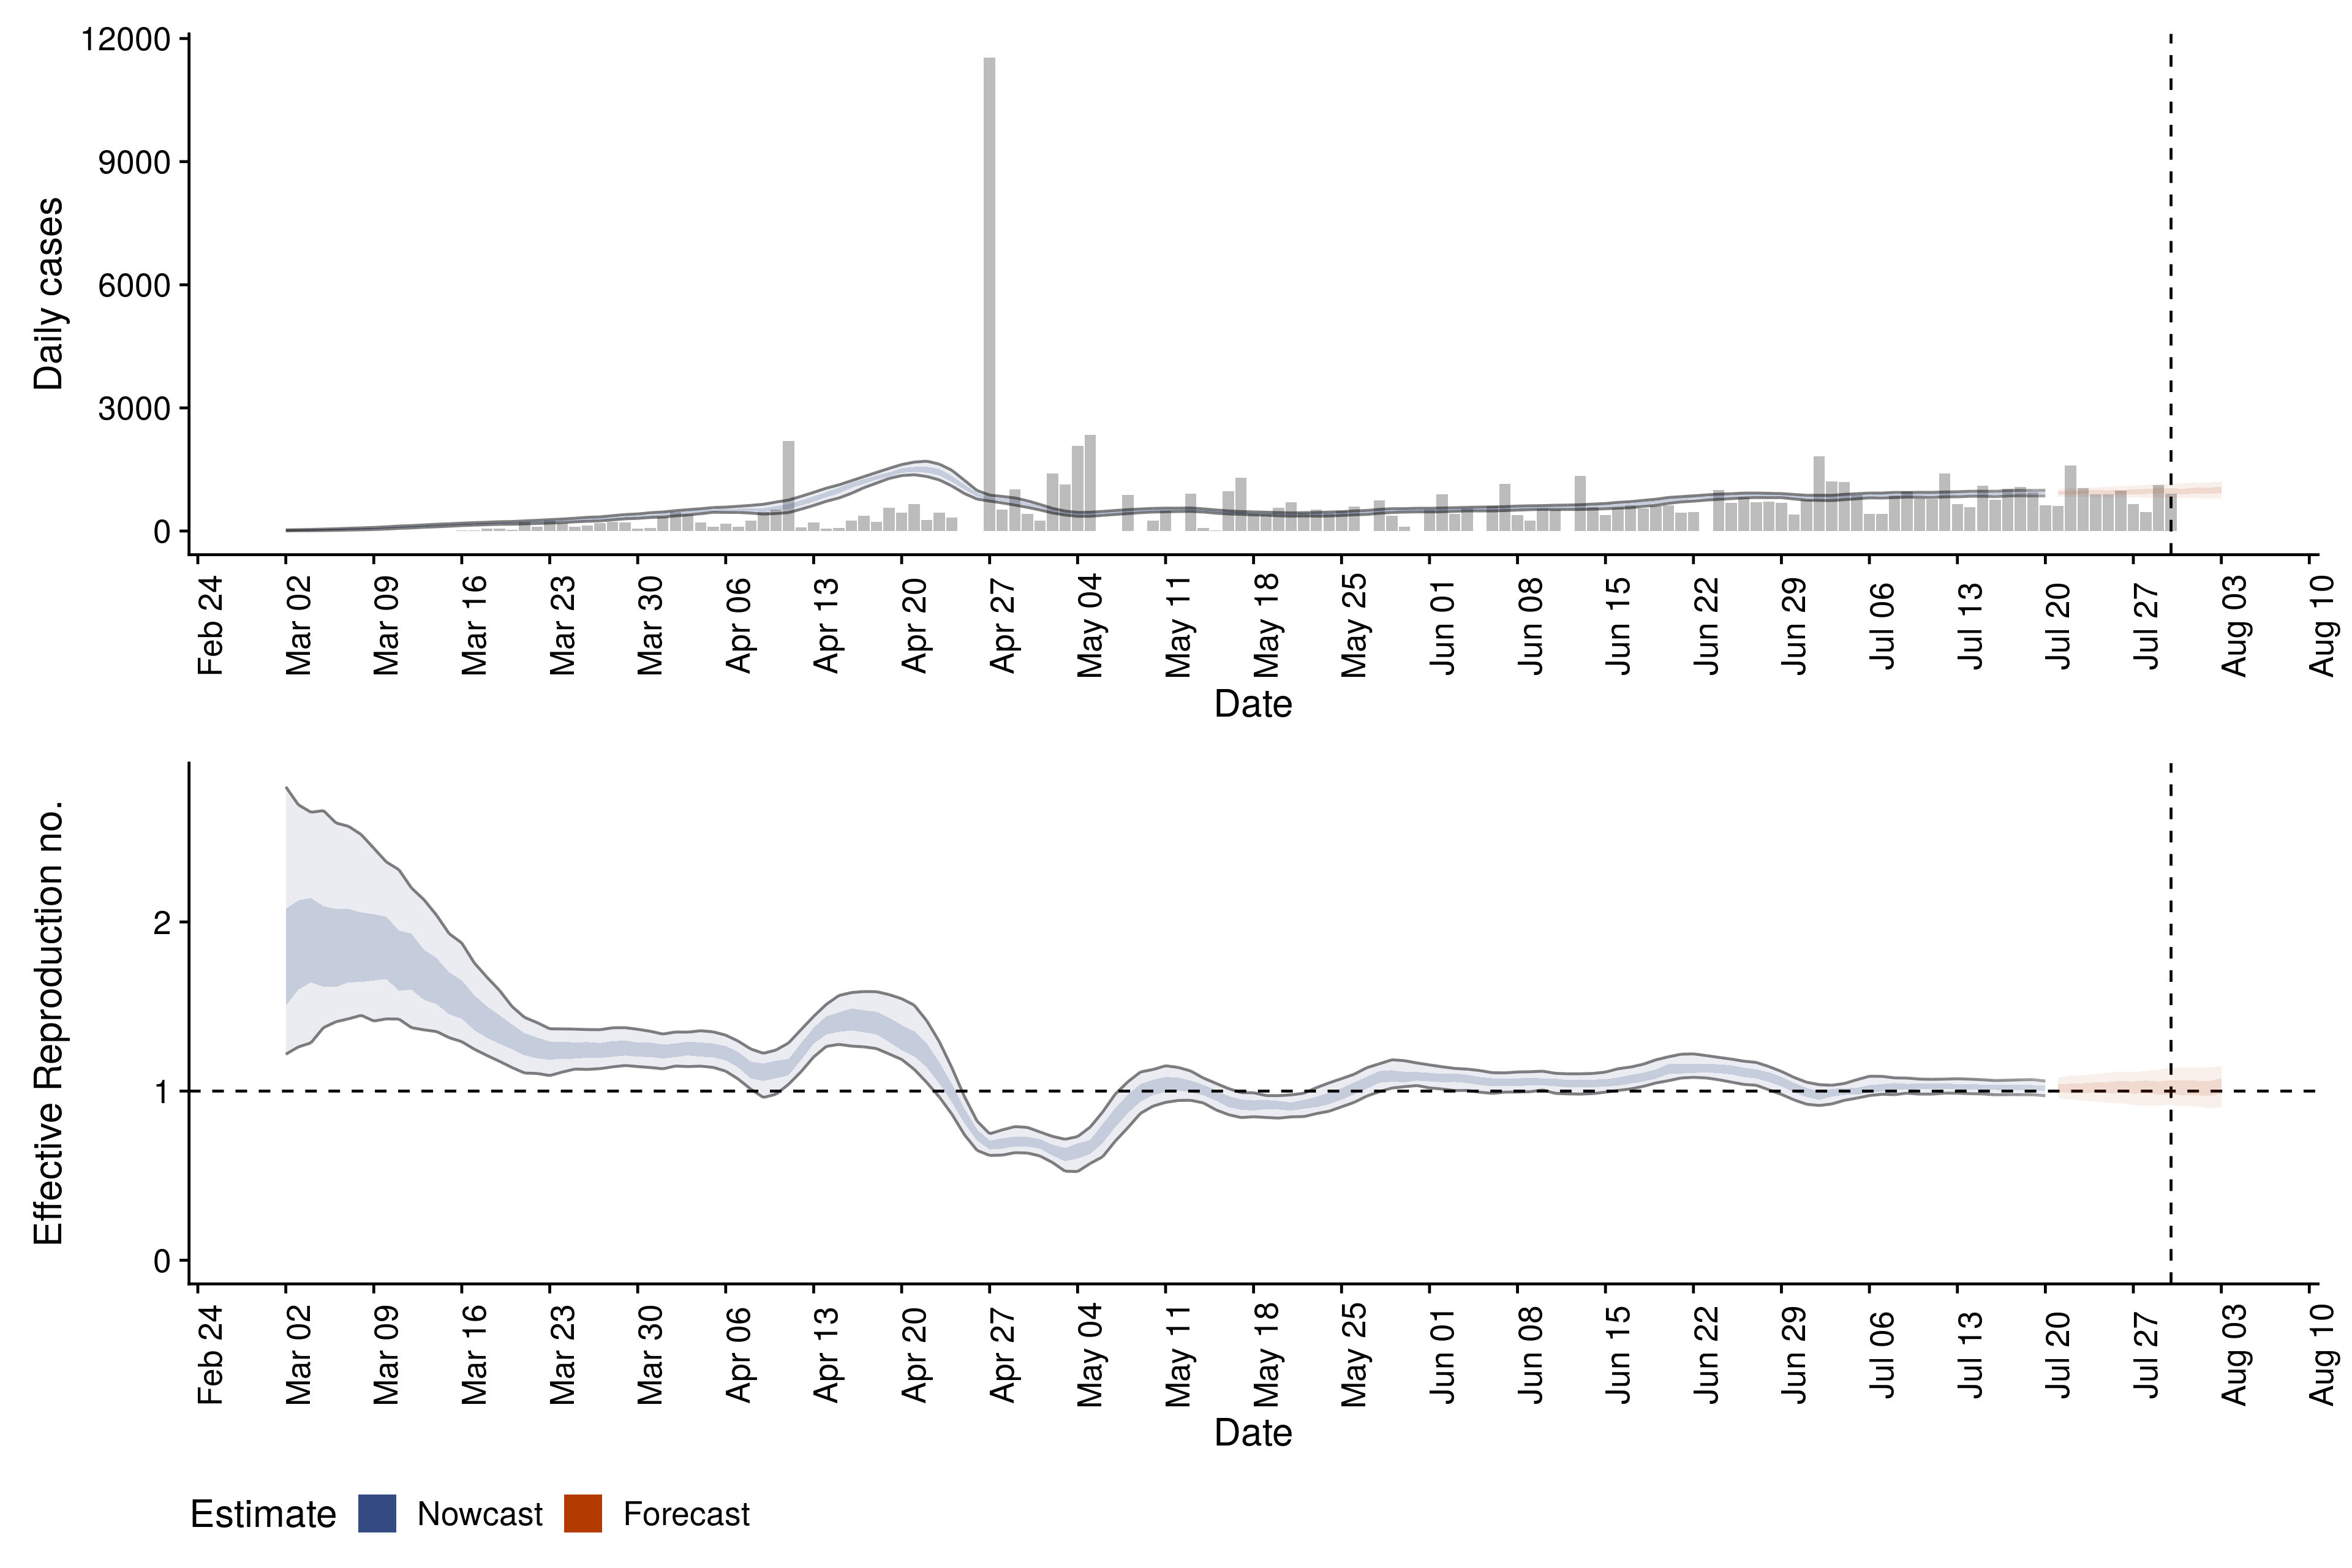 12000
9000
6000
3000
0
Daily cases
Feb 24
Mar 02
Mar 09
Mar 16
Mar 23
Mar 30
Apr 06
Apr 13
Apr 20
Apr 27
May 04
May 11
May 18
May 25
Jun 01
Jun 08
Jun 15
Jun 22
Jun 29
Jul 06
Jul 13
Jul 20
Jul 27
Aug 03
Aug 10
Date
2
1
0
Effective Reproduction no.
Feb 24
Mar 02
Mar 09
Mar 16
Mar 23
Mar 30
Apr 06
Apr 13
Apr 20
Apr 27
May 04
May 11
May 18
May 25
Jun 01
Jun 08
Jun 15
Jun 22
Jun 29
Jul 06
Jul 13
Jul 20
Jul 27
Aug 03
Aug 10
Date
Estimate Nowcast Forecast